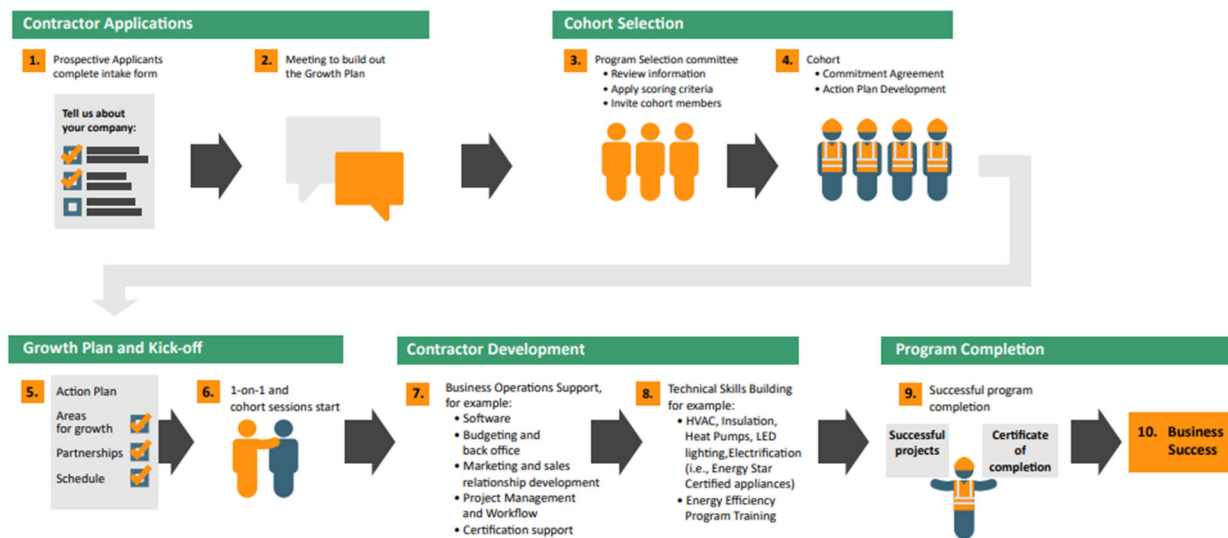 Contractor Applications
1. Prospective Applicants
complete intake form
Tell us about
your company:
2. Meeting to build out
the Growth Plan
Cohort Selection
3. Program Selection committee
• Review information
• Apply scoring criteria
• Invite cohort members
4. Cohort
• Commitment Agreement
• Action Plan Development
Growth Plan and Kick-off
5. Action Plan
Areas
for growth
Partnerships
Schedule
6. 1-on-1 and
cohort sessions start
Contractor Development
7. Business Operations Support,
for example:
• Software
• Budgeting and
back office
• Marketing and sales
relationship development
• Project Management
and Workflow
• Certification support
8. Technical Skills Building
for example:
• HVAC, Insulation,
Heat Pumps, LED
lighting,Electrification
(i.e., Energy Star
Certified appliances)
• Energy Efficiency
Program Training
Program Completion
9. Successful program
completion
Successful
projects
Certificate
of
completion
10. Business
Success